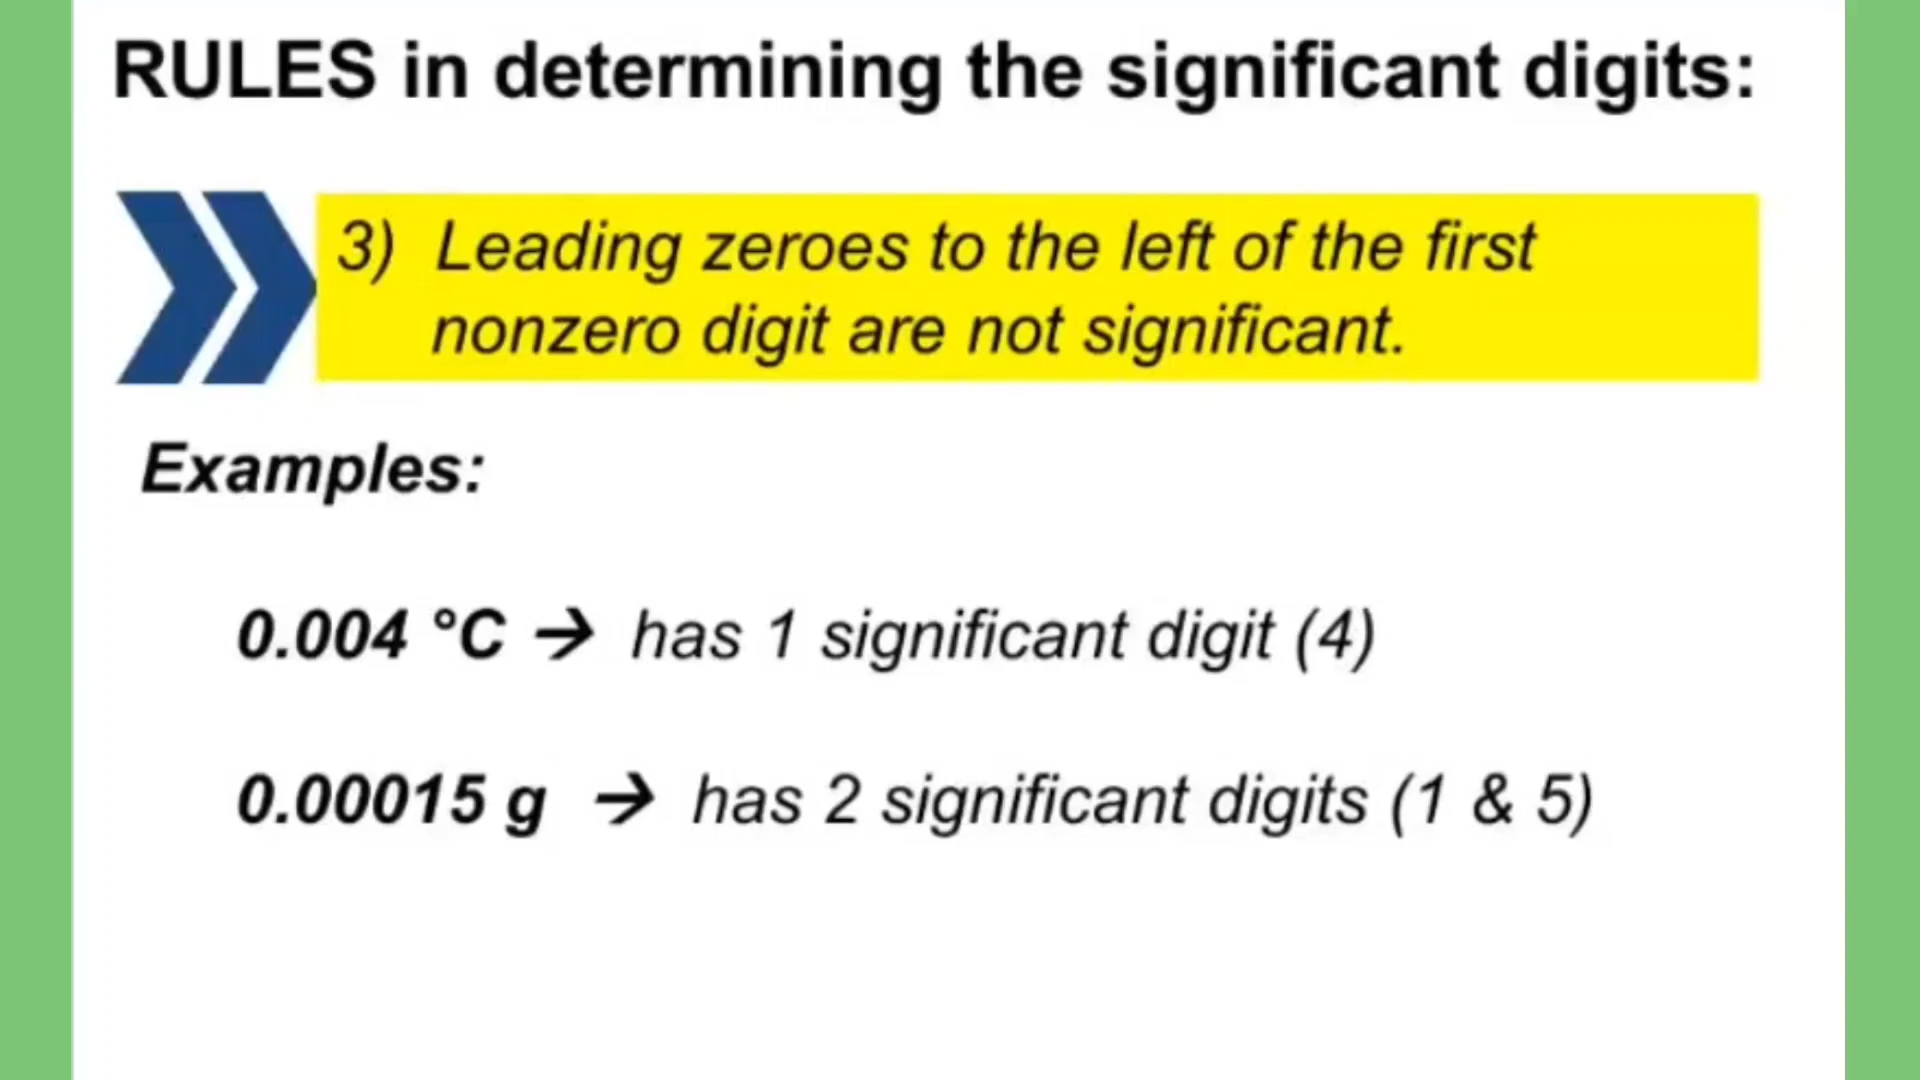 RULES in determining the significant digits:
3) Leading zeroes to the left of the first
nonzero digit are not significant.
Examples:
0.004 °C → has 1 significant digit (4)
0.00015 g → has 2 significant digits (1 & 5)